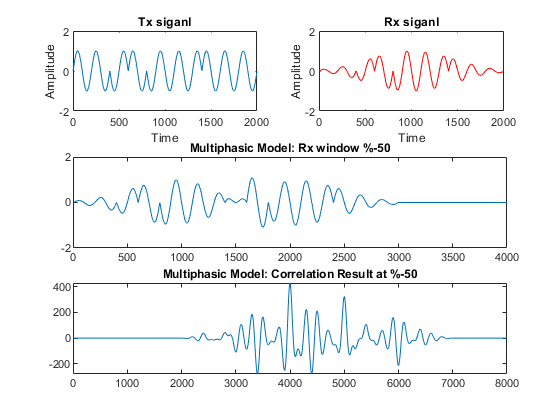 Tx siganl
Rx siganl
2
0
-2
Amplitude
0 500 1000 1500 2000
Time
2
0
-2
Amplitude
0 500 1000 1500 2000
Time
Multiphasic Model: Rx window %-50
2
0
-2
0 500 1000 1500 2000 2500 3000 3500 4000
Multiphasic Model: Correlation Result at %-50
400
200
0
-200
0 1000 2000 3000 4000 5000 6000 7000 8000